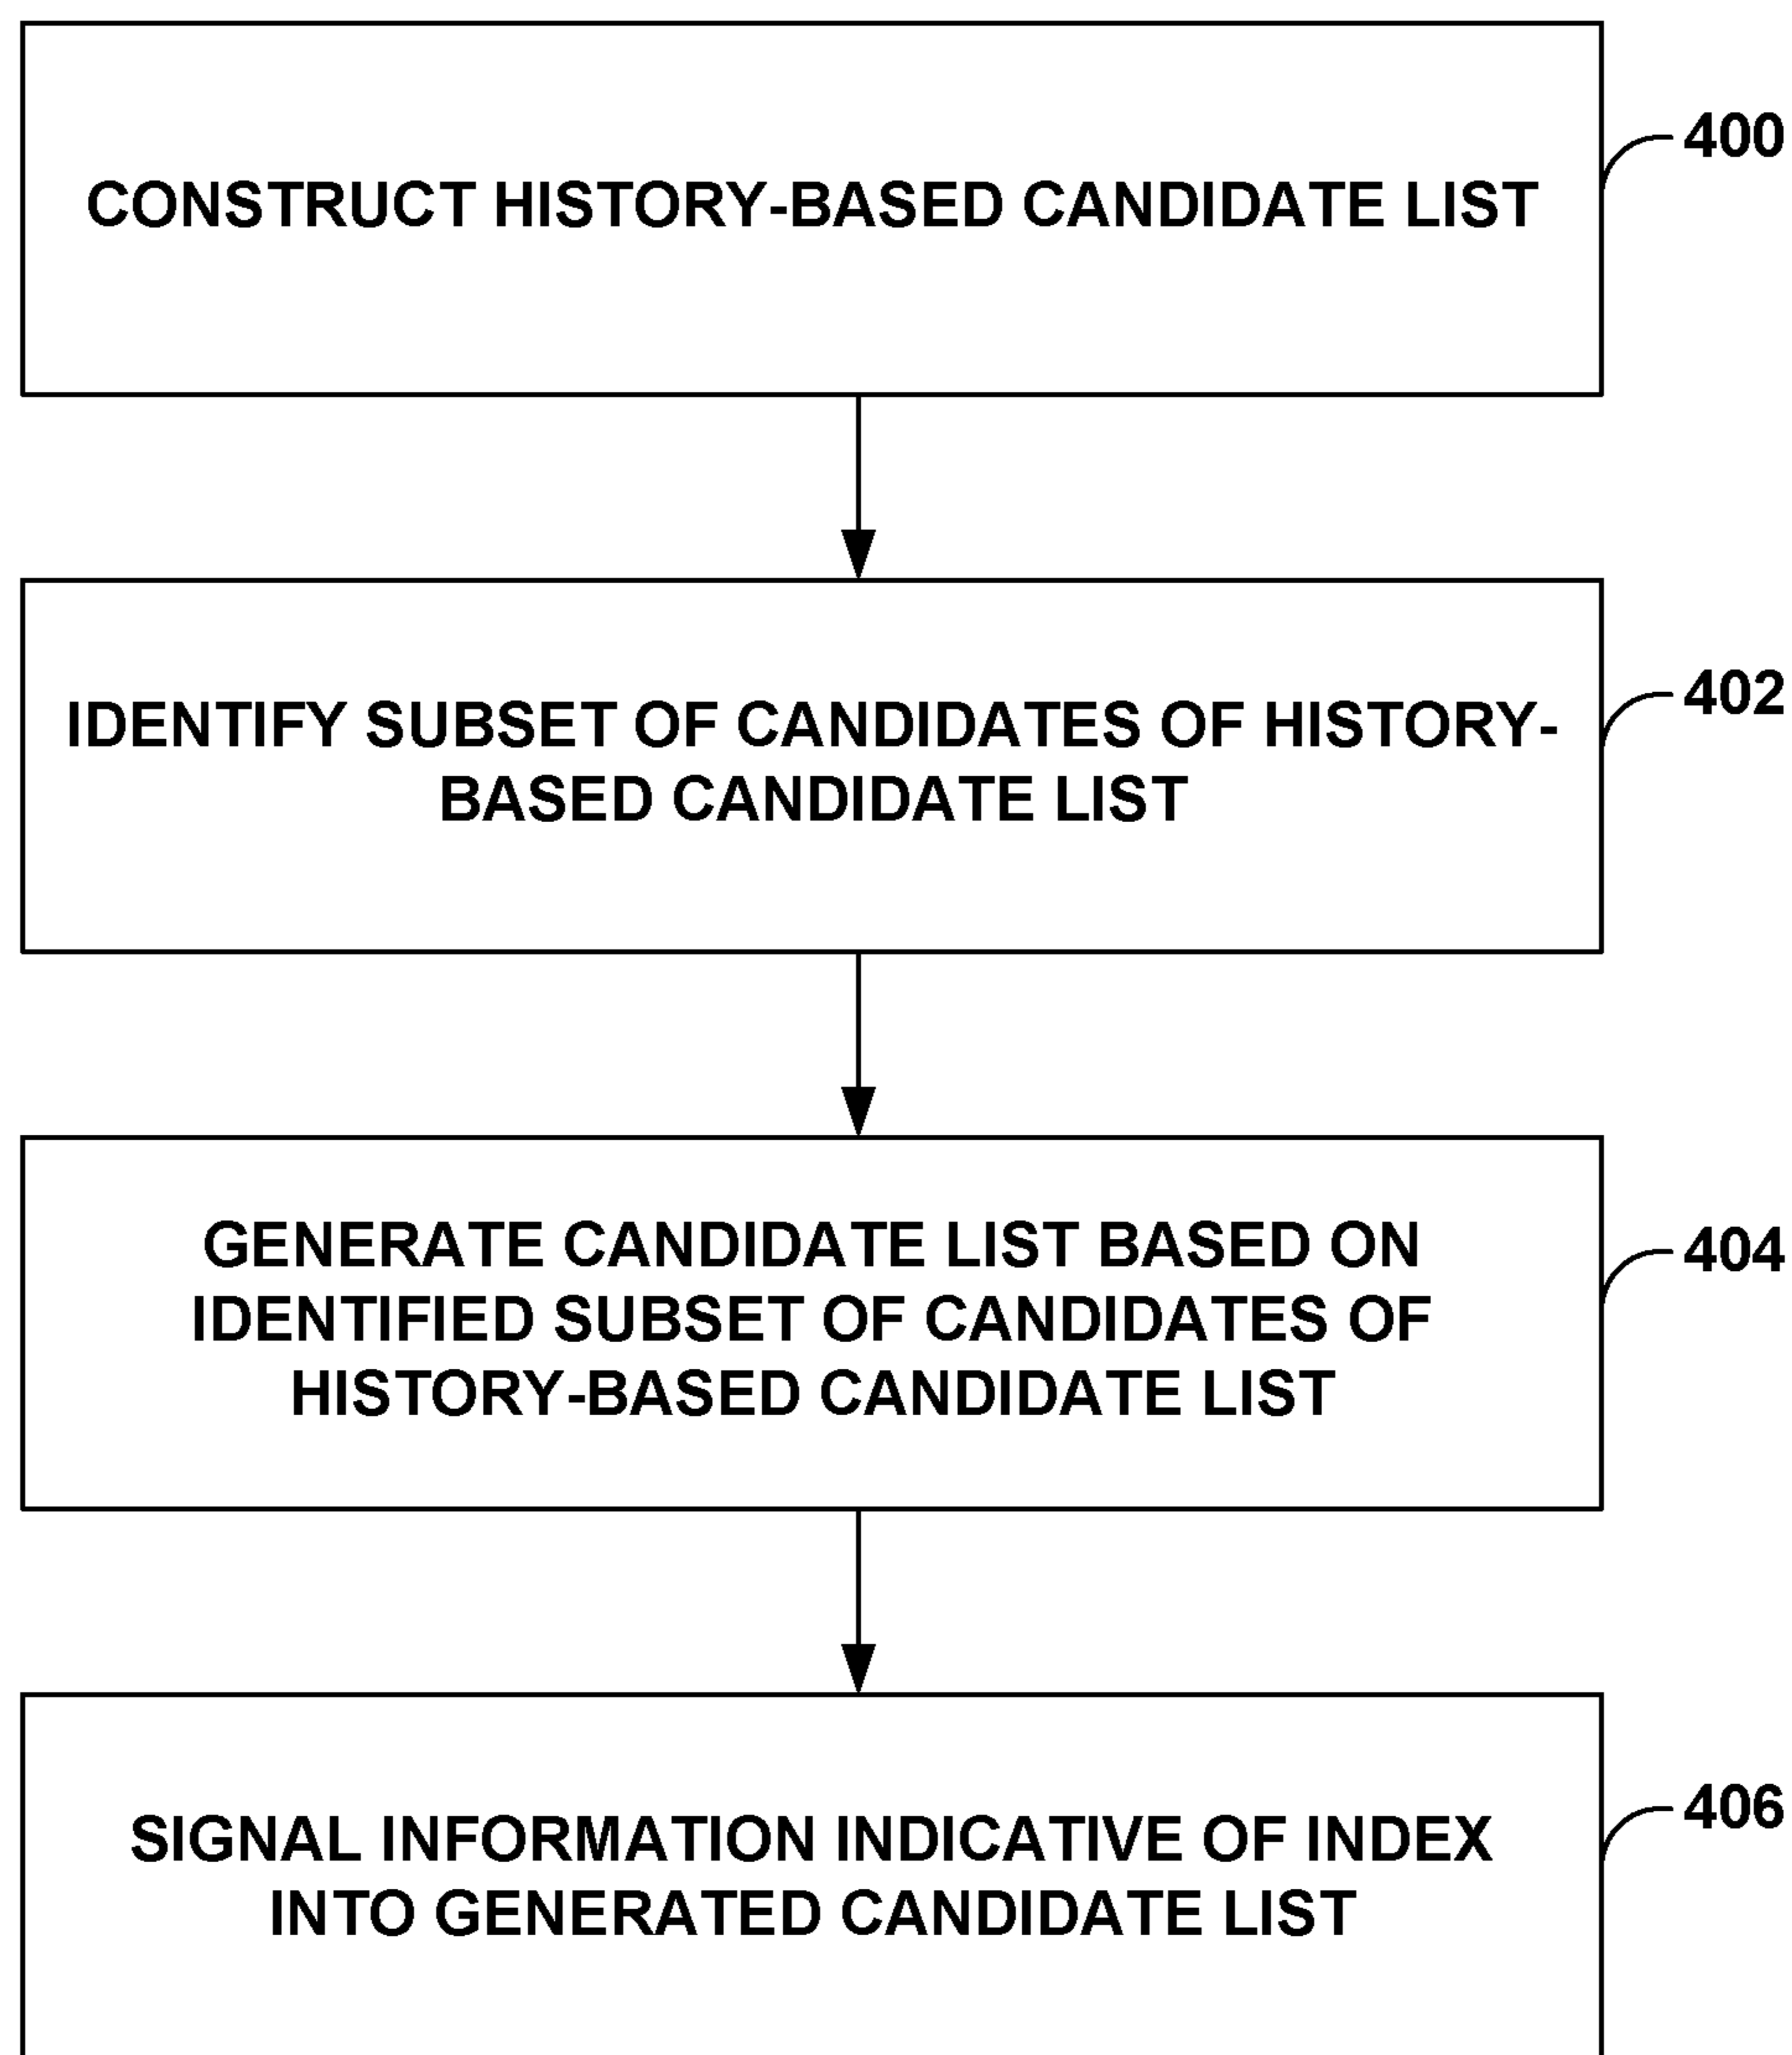 400
CONSTRUCT HISTORY-BASED CANDIDATE LIST
402
IDENTIFY SUBSET OF CANDIDATES OF HISTORY-
BASED CANDIDATE LIST
404
GENERATE CANDIDATE LIST BASED ON
IDENTIFIED SUBSET OF CANDIDATES OF
HISTORY-BASED CANDIDATE LIST
406
SIGNAL INFORMATION INDICATIVE OF INDEX
INTO GENERATED CANDIDATE LIST